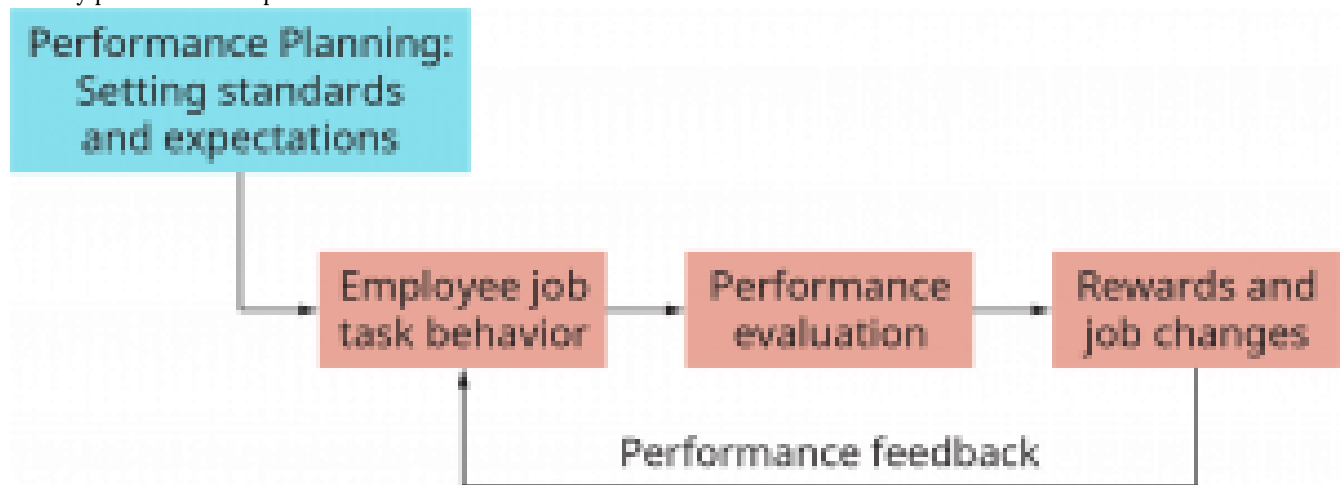 Performance Planning:
Setting standards
and expectations
Employee job
task behavior
Performance
evaluation
Rewards and
job changes
Performance feedback